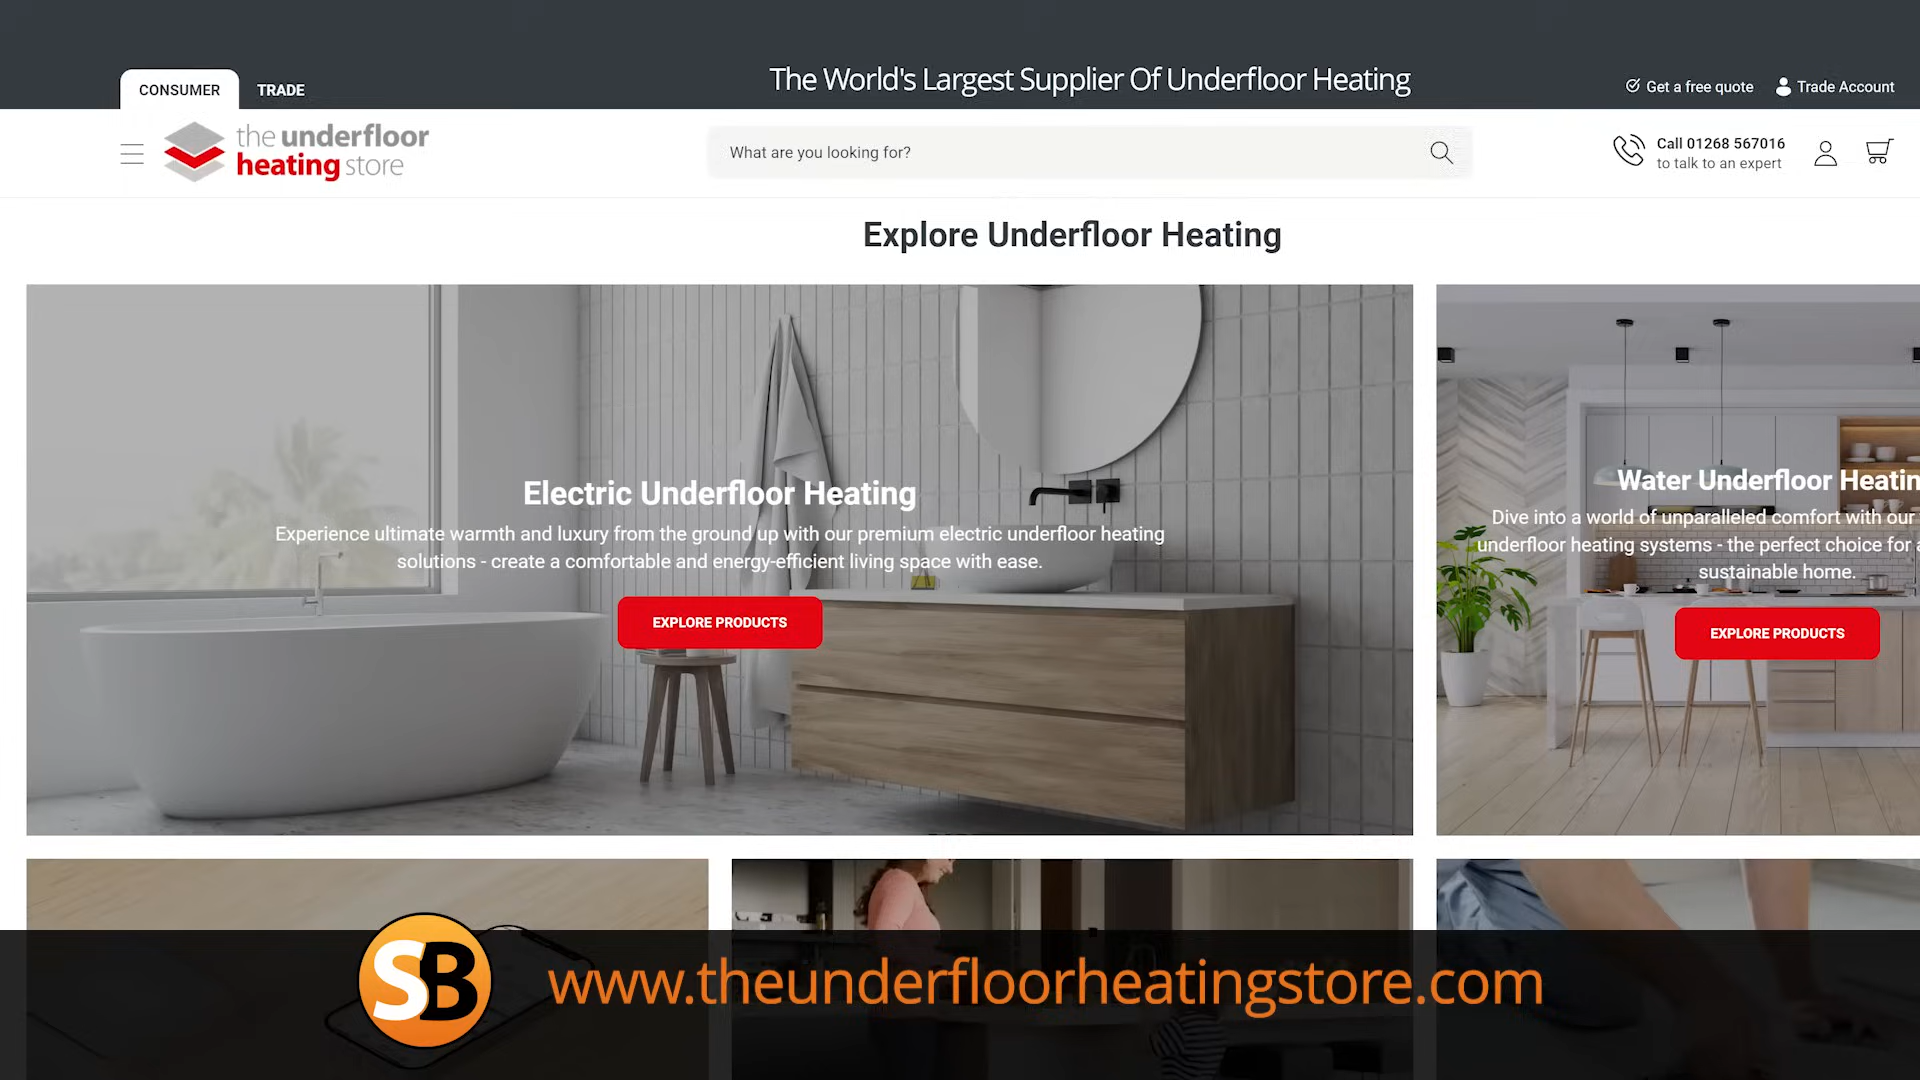 CONSUMER
TRADE
The World's Largest Supplier Of Underfloor Heating
Get a free quote
Trade Account
the underfloor
heating store
What are you looking for?
Call 01268 567016
to talk to an expert
Explore Underfloor Heating
Electric Underfloor Heating
Experience ultimate warmth and luxury from the ground up with our premium electric underfloor heating
solutions - create a comfortable and energy-efficient living space with ease.
EXPLORE PRODUCTS
Water Underfloor Heatin
Dive into a world of unparalleled comfort with our
underfloor heating systems - the perfect choice for a
sustainable home.
EXPLORE PRODUCTS
SB
www.theunderfloorheatingstore.com